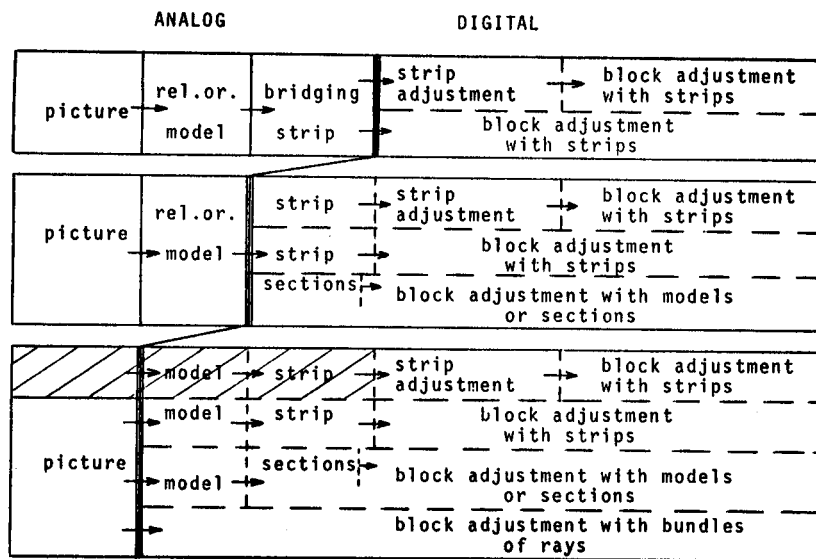 ANALOG DIGITAL
picture rel.or. model bridging strip strip adjustment block adjustment with strips
block adjustment with strips
picture rel.or. model strip strip adjustment block adjustment with strips
strip block adjustment with strips
sections block adjustment with models or sections
model strip strip adjustment block adjustment with strips
picture model strip block adjustment with strips
model sections block adjustment with models or sections
block adjustment with bundles of rays